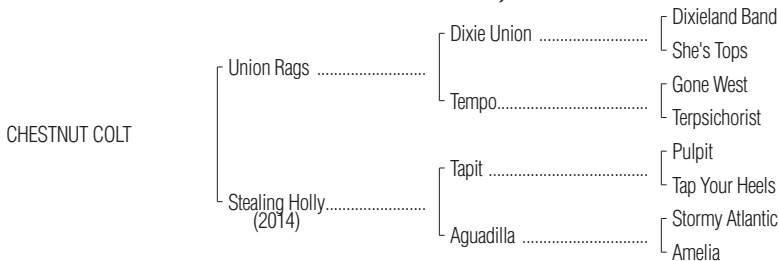 Dixieland Band
Dixie Union ..............................
She's Tops
Union Rags ..............................
Gone West
Tempo..............................
Terpsichorist
CHESTNUT COLT
Pulpit
Tapit ..............................
Tap Your Heels
Stealing Holly..............................
(2014)
Stormy Atlantic
Aguadilla ..............................
Amelia